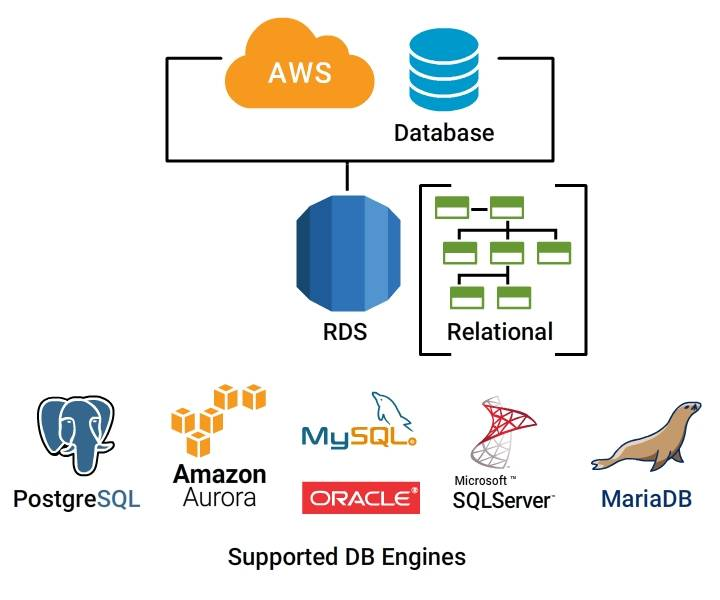 AWS
Database
RDS
Relational
PostgreSQL
Amazon
Aurora
MySQL®
ORACLE®
Microsoft™
SQLServer™
MariaDB
Supported DB Engines